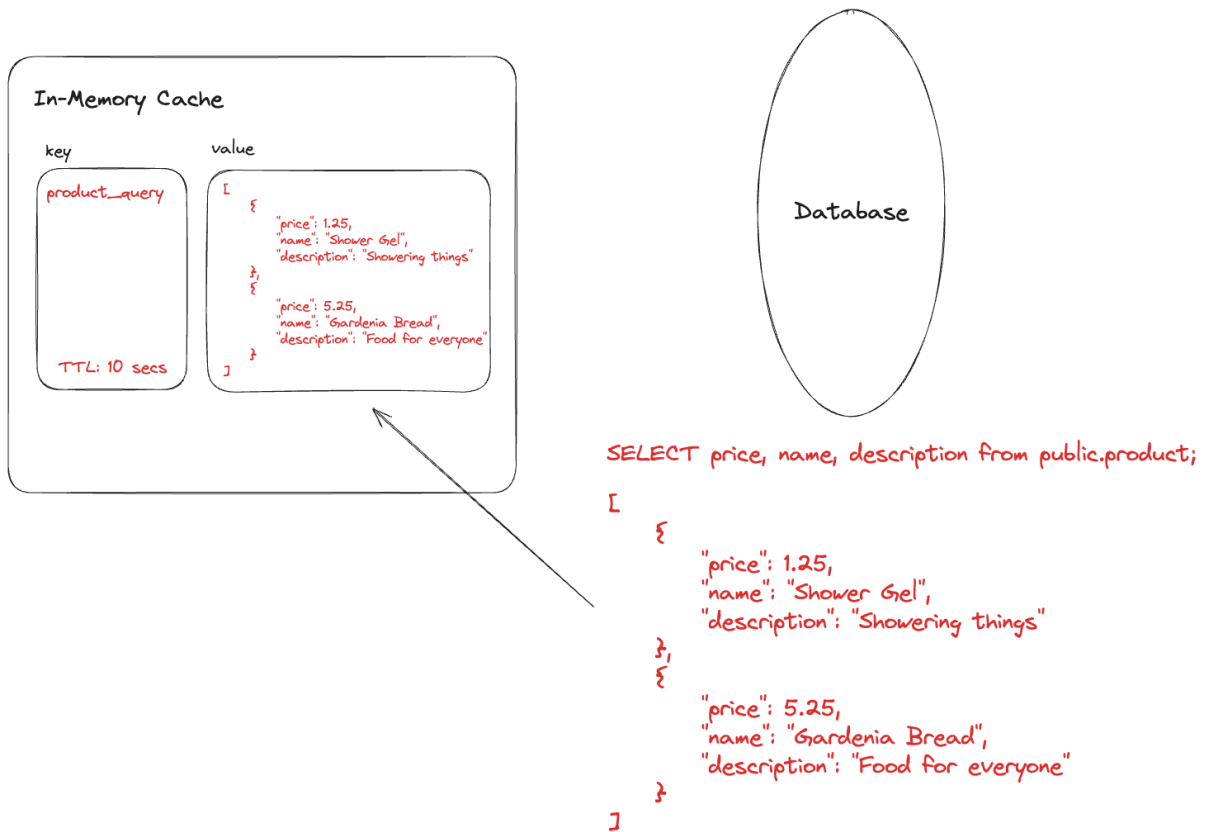 In-Memory Cache
key
value
product_query
TTL: 10 secs
[
{
"price": 1.25,
"name": "Shower Gel",
"description": "Showering things"
},
{
"price": 5.25,
"name": "Gardenia Bread",
"description": "Food for everyone"
}
]
Database
SELECT price, name, description from public.product;
[
{
"price": 1.25,
"name": "Shower Gel",
"description": "Showering things"
},
{
"price": 5.25,
"name": "Gardenia Bread",
"description": "Food for everyone"
}
]